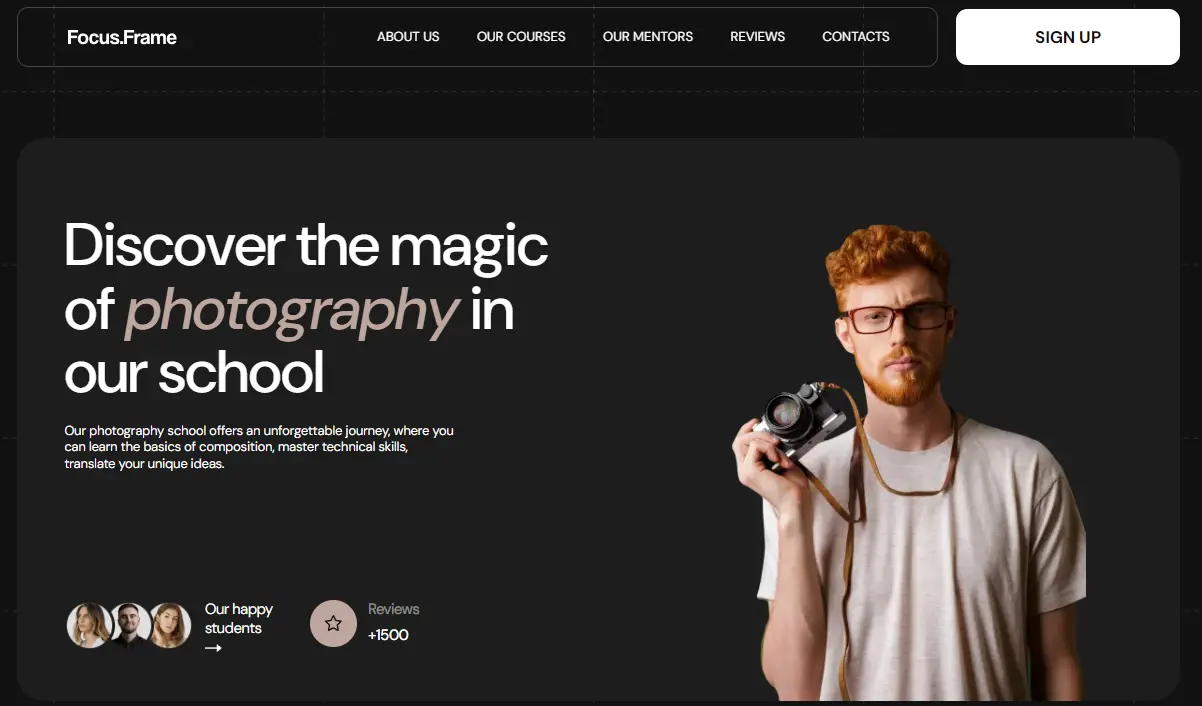 Focus.Frame
ABOUT US
OUR COURSES
OUR MENTORS
REVIEWS
CONTACTS
SIGN UP
Discover the magic
of photography in
our school
Our photography school offers an unforgettable journey, where you
can learn the basics of composition, master technical skills,
translate your unique ideas.
Our happy
students
→
Reviews
+1500